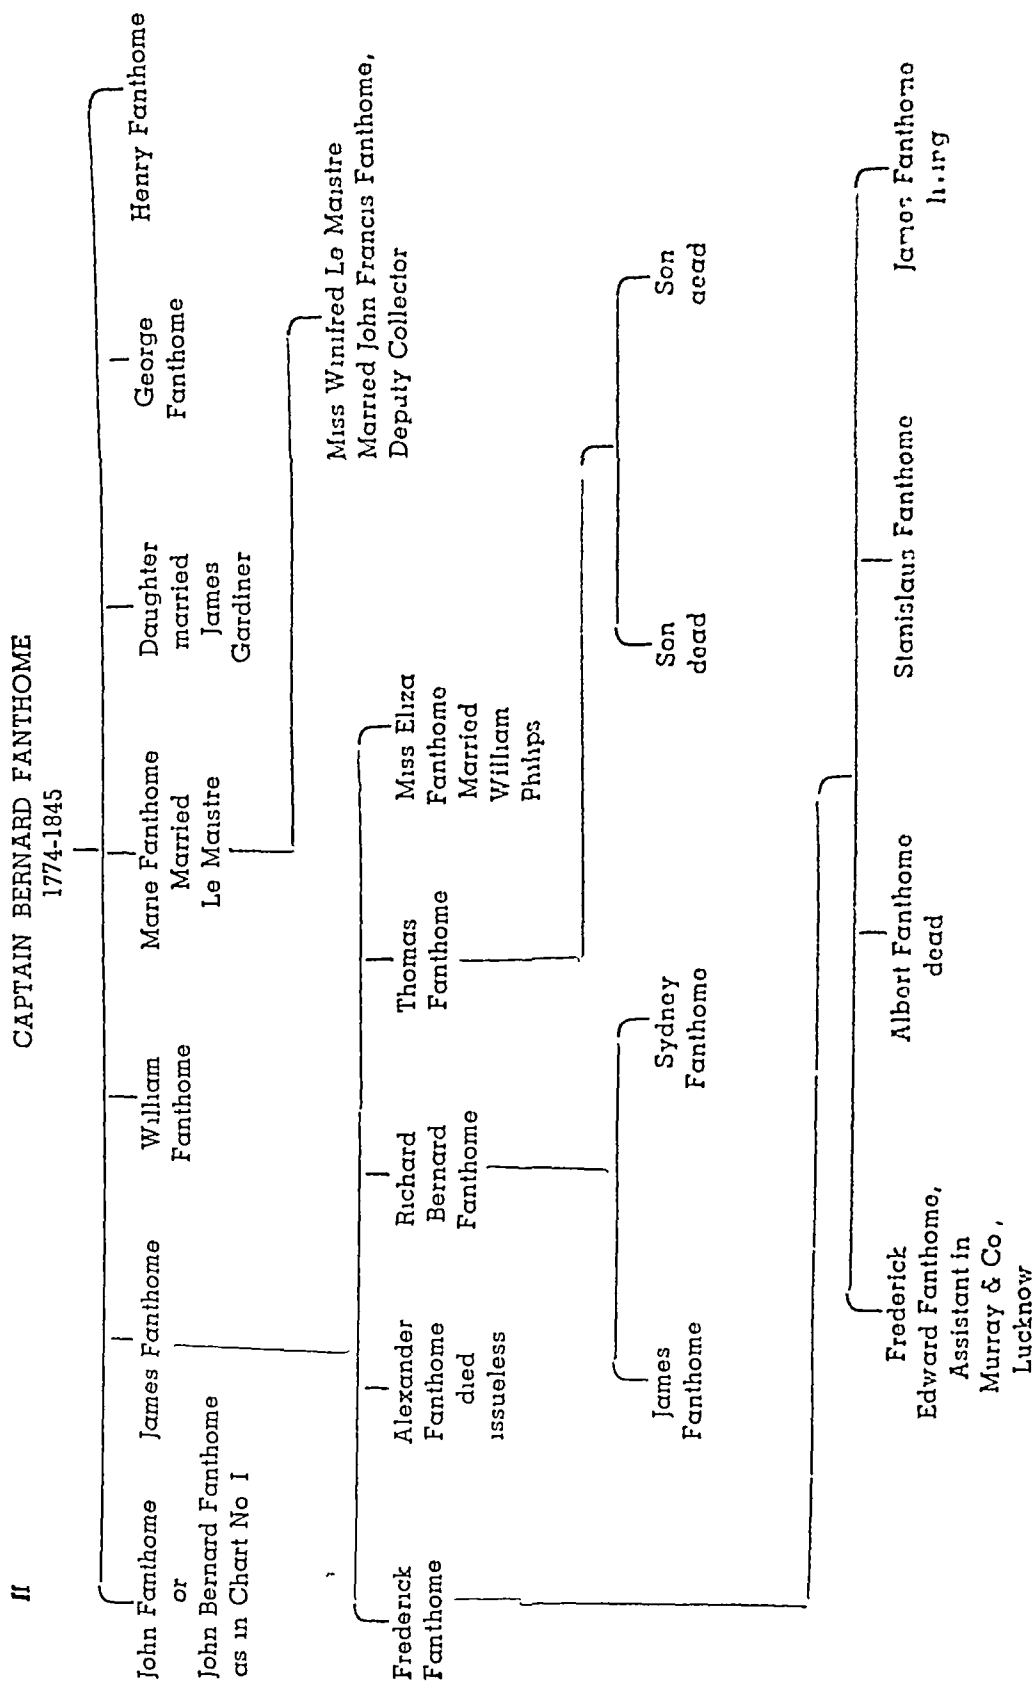 II
CAPTAIN BERNARD FANTHOME
1774-1845
John Fanthome
or
John Bernard Fanthome
as in Chart No I
James Fanthome
William
Fanthome
Mane Fanthome
Married
Le Maistre
Daughter
married
James
Gardiner
George
Fanthome
Henry Fanthome
Miss Winifred Le Maistre
Married John Francis Fanthome,
Deputy Collector
Frederick
Fanthome
Alexander
Fanthome
died
issueless
Richard
Bernard
Fanthome
Thomas
Fanthome
Miss Eliza
Fanthome
Married
William
Philips
James
Fanthome
Sydney
Fanthome
Son
dead
Son
dead
Frederick
Edward Fanthome,
Assistant in
Murray & Co,
Lucknow
Albert Fanthome
dead
Stanislaus Fanthome
James Fanthome